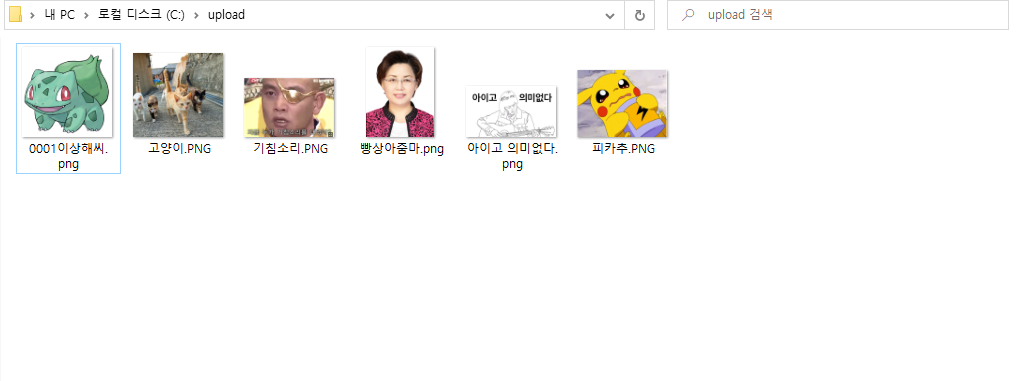 내 PC > 로컬 디스크 (C:) > upload
upload 검색
아이고 의미없다
0001이상해씨.
png
고양이.PNG
기침소리.PNG
빵상아줌마.png
아이고 의미없다.
png
피카츄.PNG